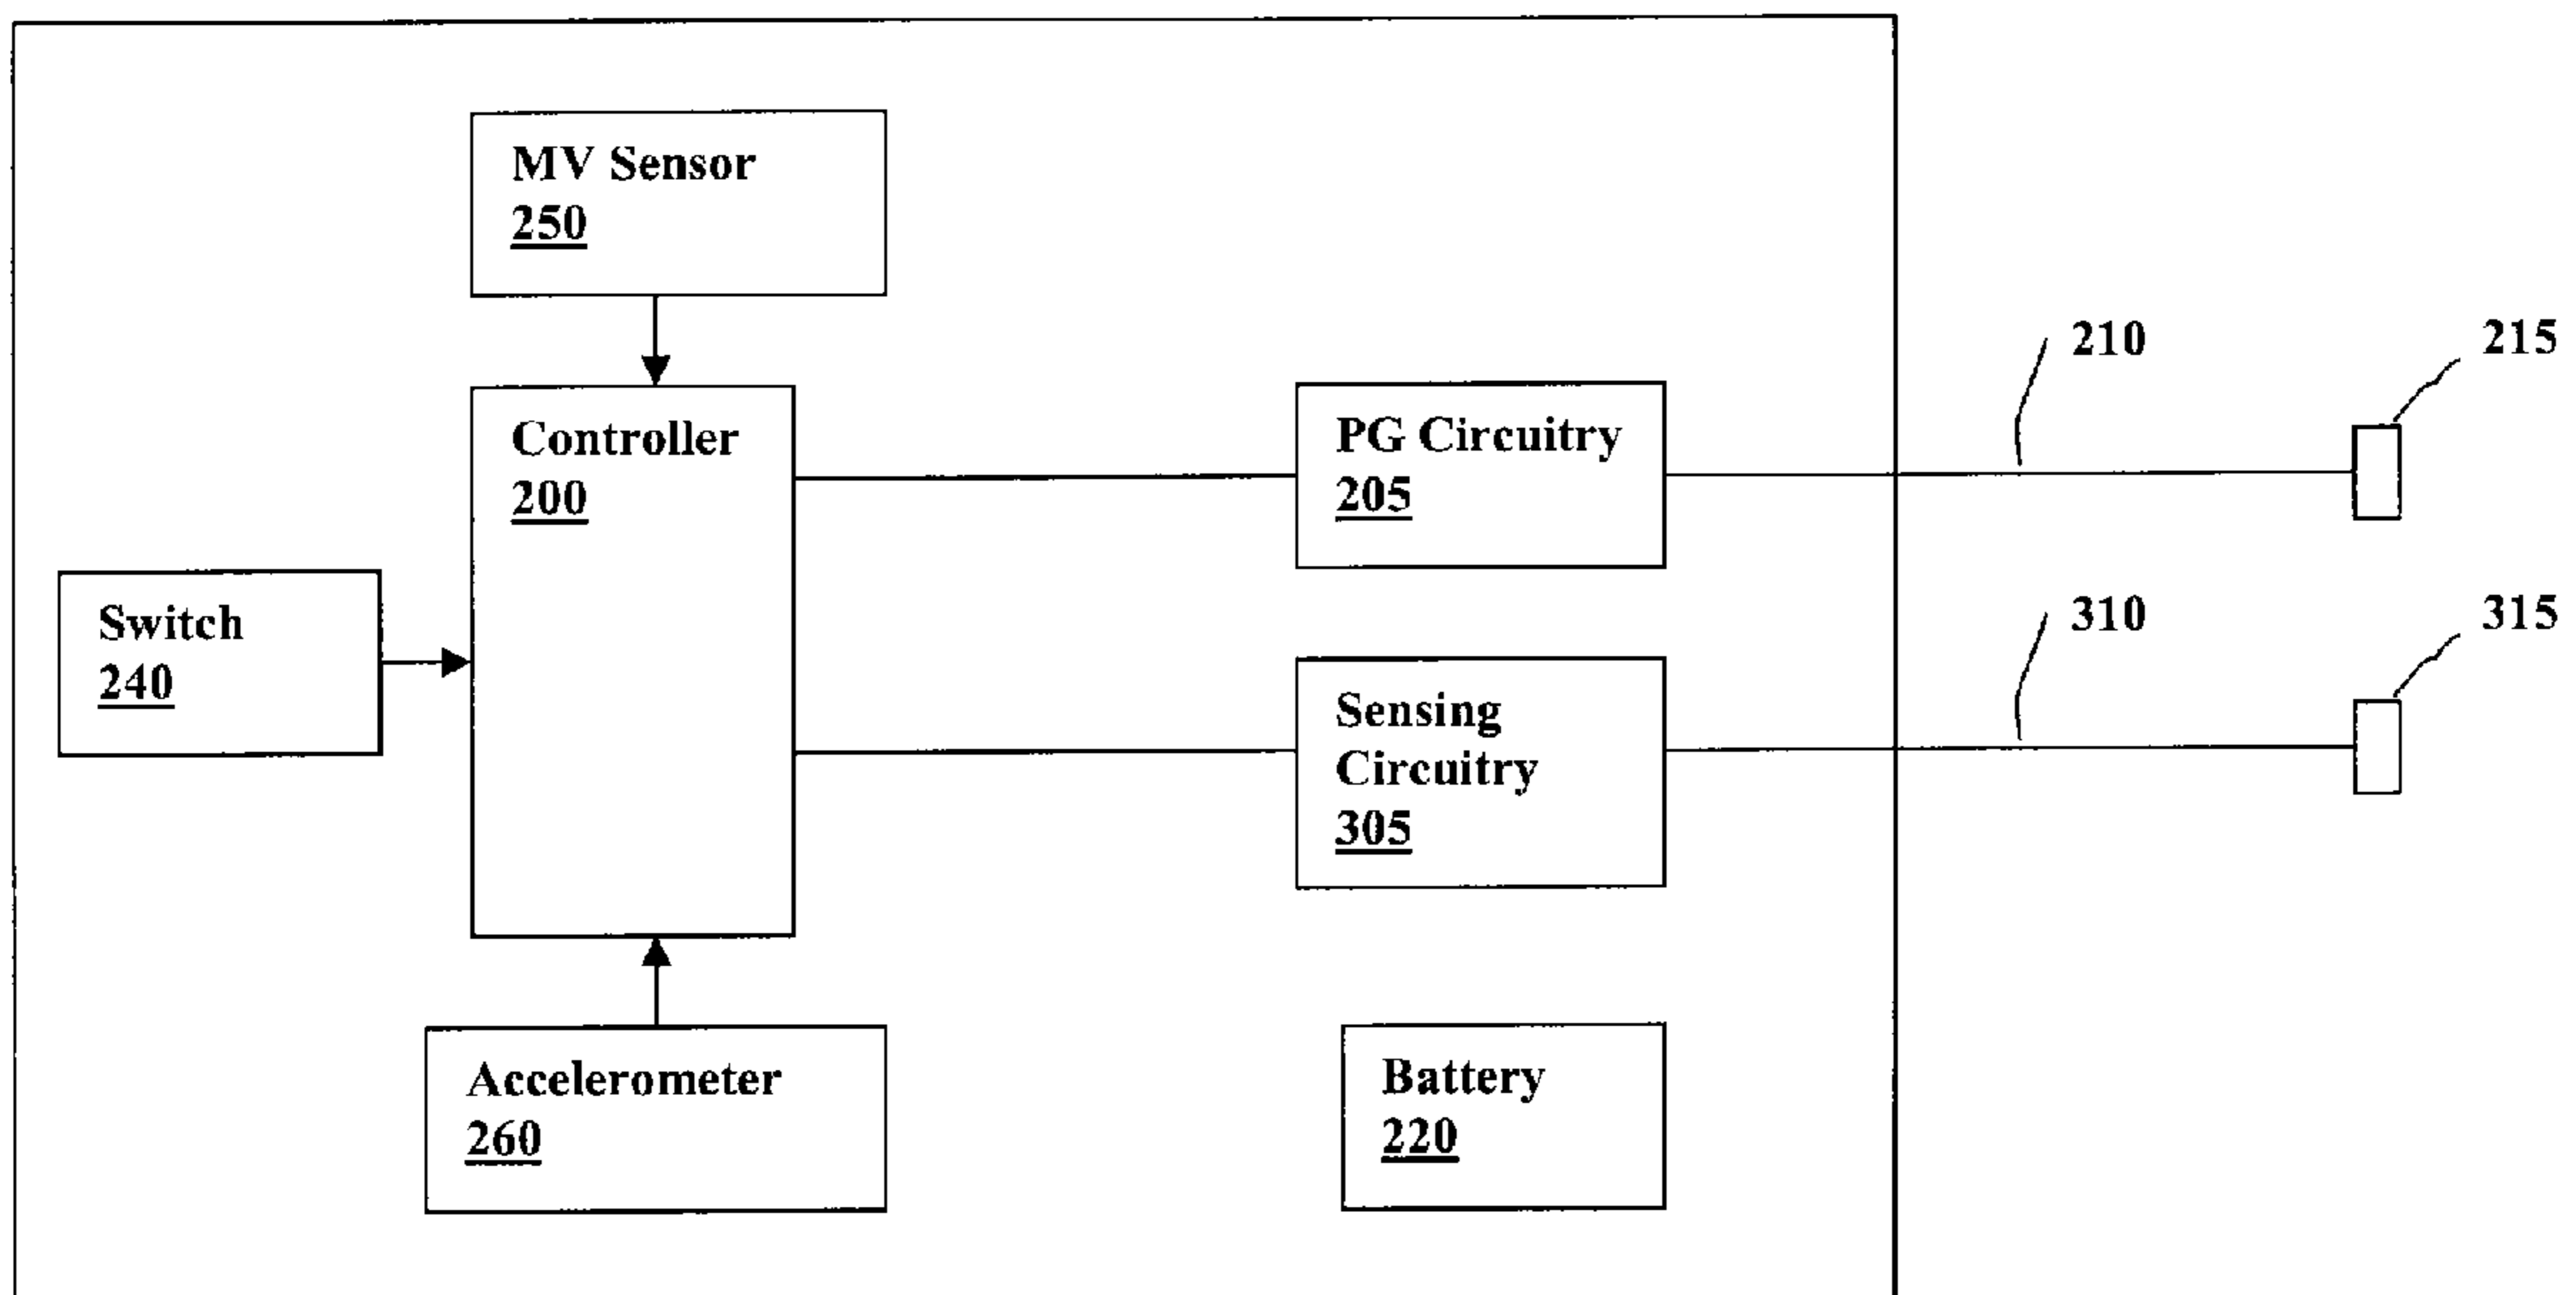 MV Sensor
250
Controller
200
PG Circuitry
205
210
215
Switch
240
Sensing
Circuitry
305
310
315
Accelerometer
260
Battery
220